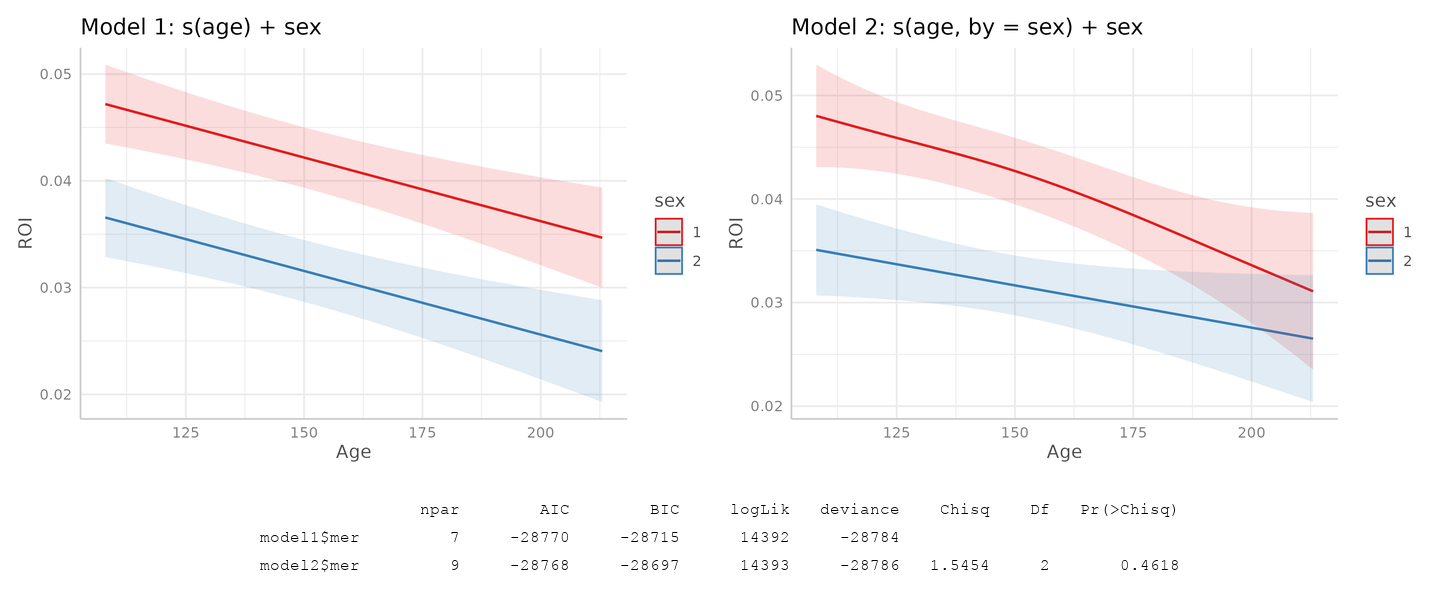 Model 1: s(age) + sex
0.05
0.04
0.03
0.02
ROI
125 150 175 200
Age
sex
1
2
Model 2: s(age, by = sex) + sex
0.05
0.04
0.03
0.02
ROI
125 150 175 200
Age
sex
1
2
npar AIC BIC logLik deviance Chisq Df Pr(>Chisq)
model1$mer 7 -28770 -28715 14392 -28784
model2$mer 9 -28768 -28697 14393 -28786 1.5454 2 0.4618